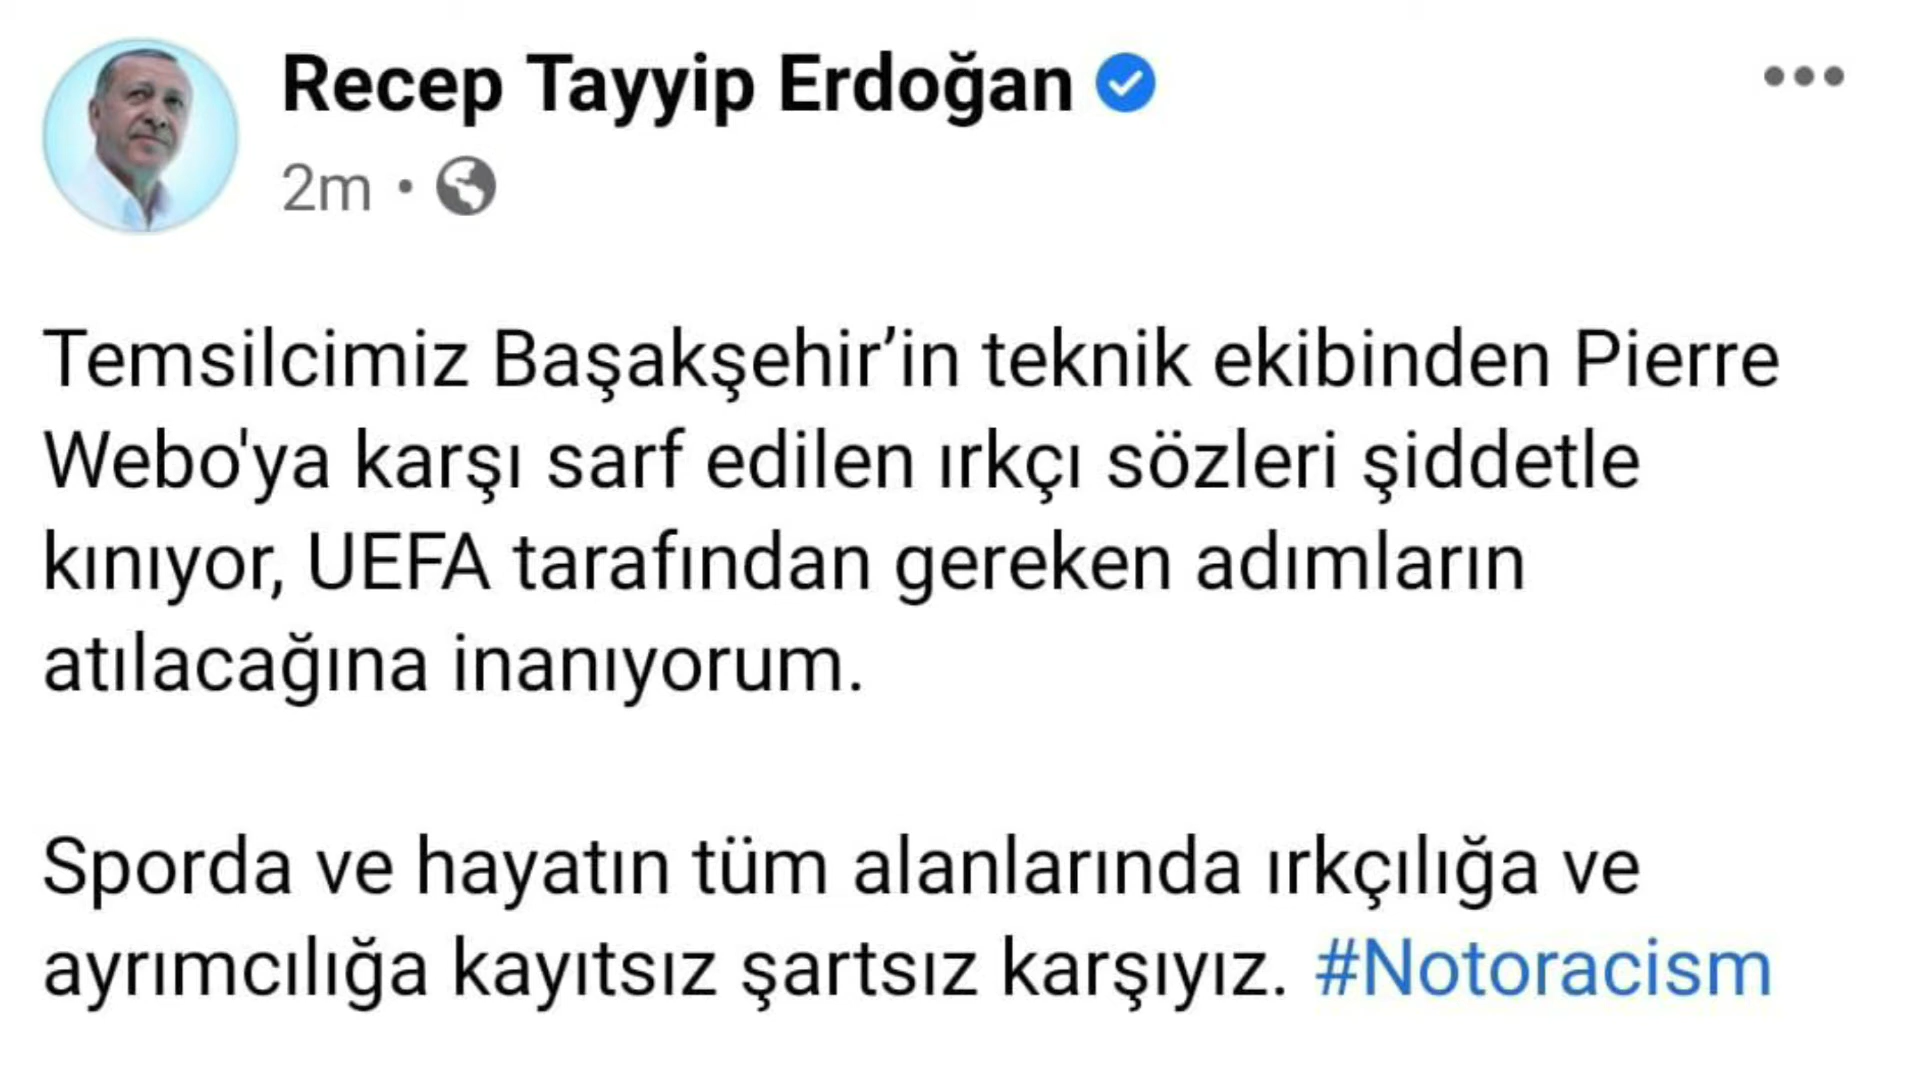 Recep Tayyip Erdoğan
2m •
Temsilcimiz Başakşehir’in teknik ekibinden Pierre
Webo'ya karşı sarf edilen ırkçı sözleri şiddetle
kınıyor, UEFA tarafından gereken adımların
atılacağına inanıyorum.
Sporda ve hayatın tüm alanlarında ırkçılığa ve
ayrımcılığa kayıtsız şartsız karşıyız. #Notoracism